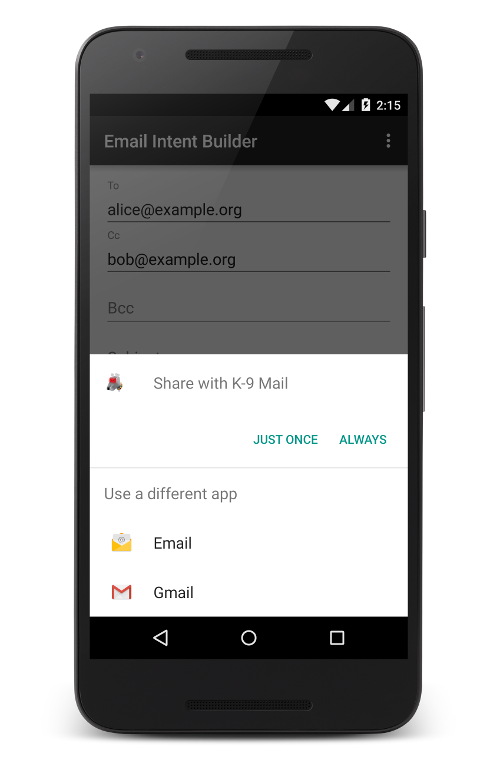 2:15
Email Intent Builder
To
alice@example.org
Cc
bob@example.org
Bcc
Share with K-9 Mail
JUST ONCE ALWAYS
Use a different app
Email
Gmail